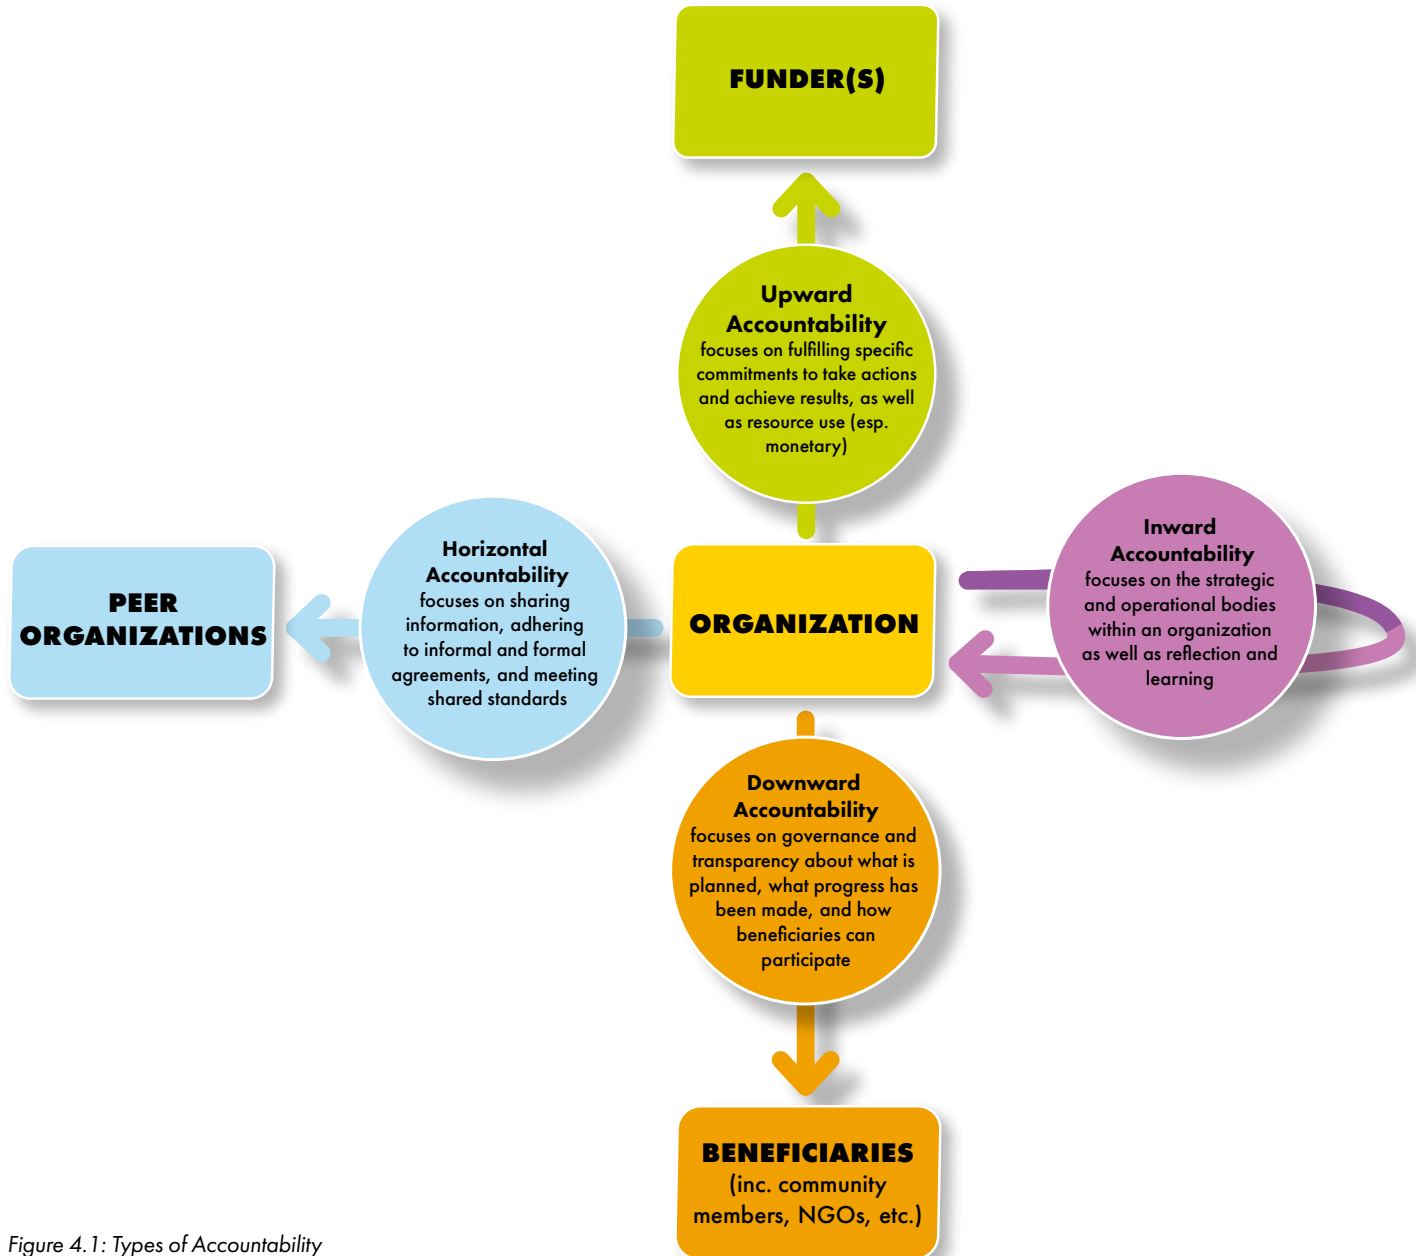 FUNDER(S)
Upward
Accountability
focuses on fulfilling specific
commitments to take actions
and achieve results, as well
as resource use (esp.
monetary)
PEER
ORGANIZATIONS
Horizontal
Accountability
focuses on sharing
information, adhering
to informal and formal
agreements, and meeting
shared standards
ORGANIZATION
Inward
Accountability
focuses on the strategic
and operational bodies
within an organization
as well as reflection and
learning
Downward
Accountability
focuses on governance and
transparency about what is
planned, what progress has
been made, and how
beneficiaries can
participate
BENEFICIARIES
(inc. community
members, NGOs, etc.)
Figure 4.1: Types of Accountability